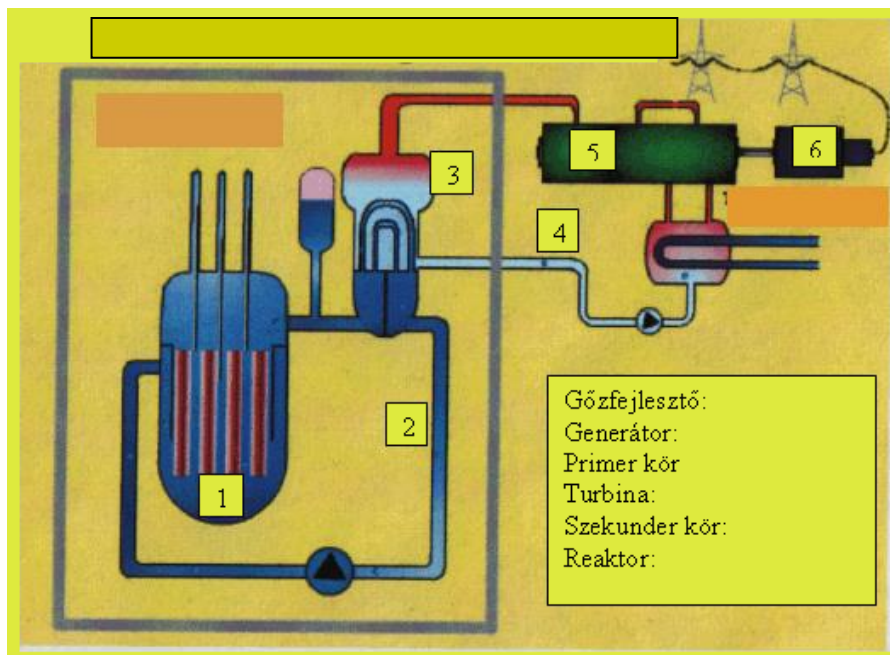 3
5
6
4
2
1
Gőzfejlesztő:
Generátor:
Primer kör
Turbina:
Szekunder kör:
Reaktor: